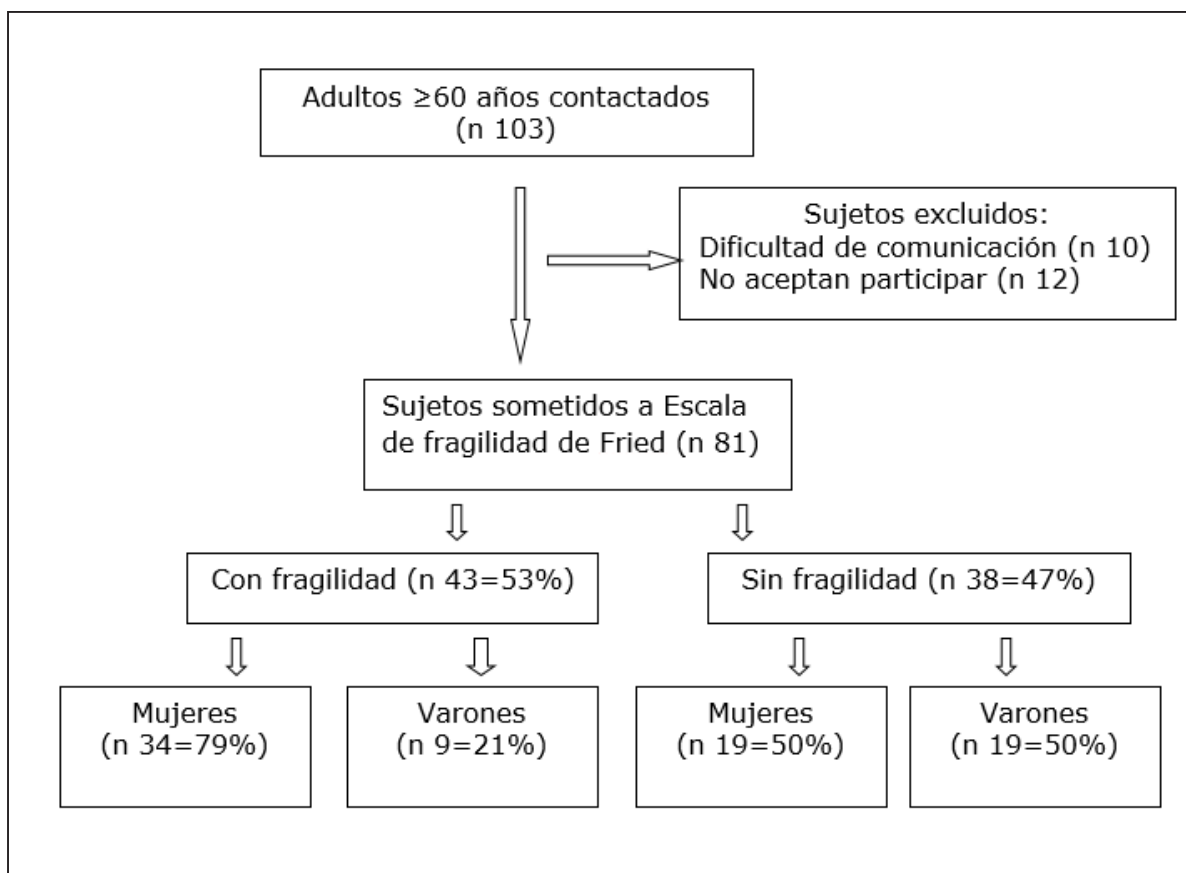 Adultos ≥60 años contactados
(n 103)
Sujetos excluidos:
Dificultad de comunicación (n 10)
No aceptan participar (n 12)
Sujetos sometidos a Escala
de fragilidad de Fried (n 81)
Con fragilidad (n 43=53%)
Sin fragilidad (n 38=47%)
Mujeres
(n 34=79%)
Varones
(n 9=21%)
Mujeres
(n 19=50%)
Varones
(n 19=50%)